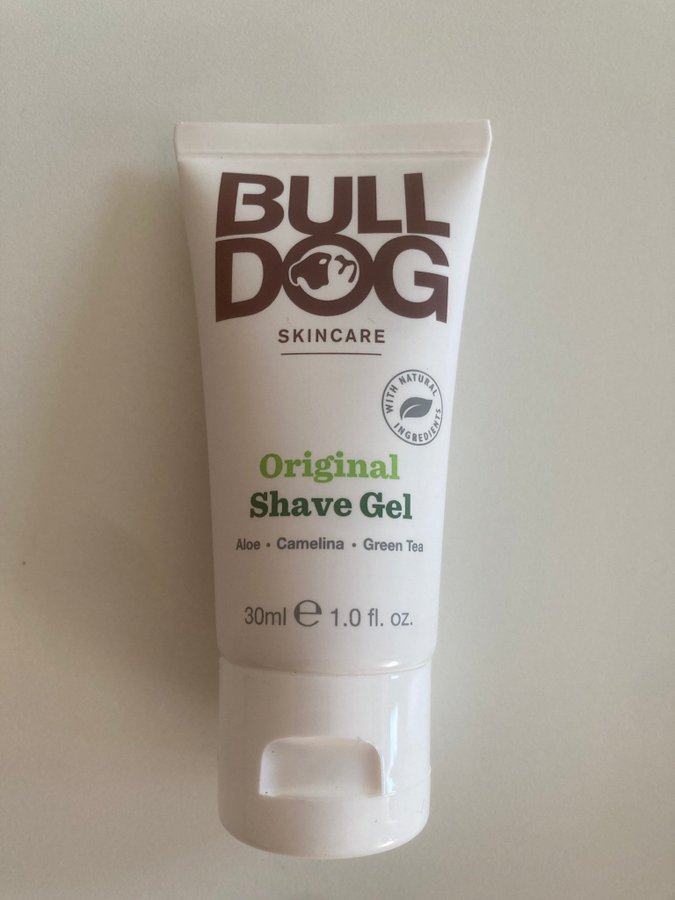 BULL
DOG
SKINCARE
WITH NATURAL
INGREDIENTS
Original
Shave Gel
Aloe • Camelina • Green Tea
30ml ℮ 1.0 fl. oz.